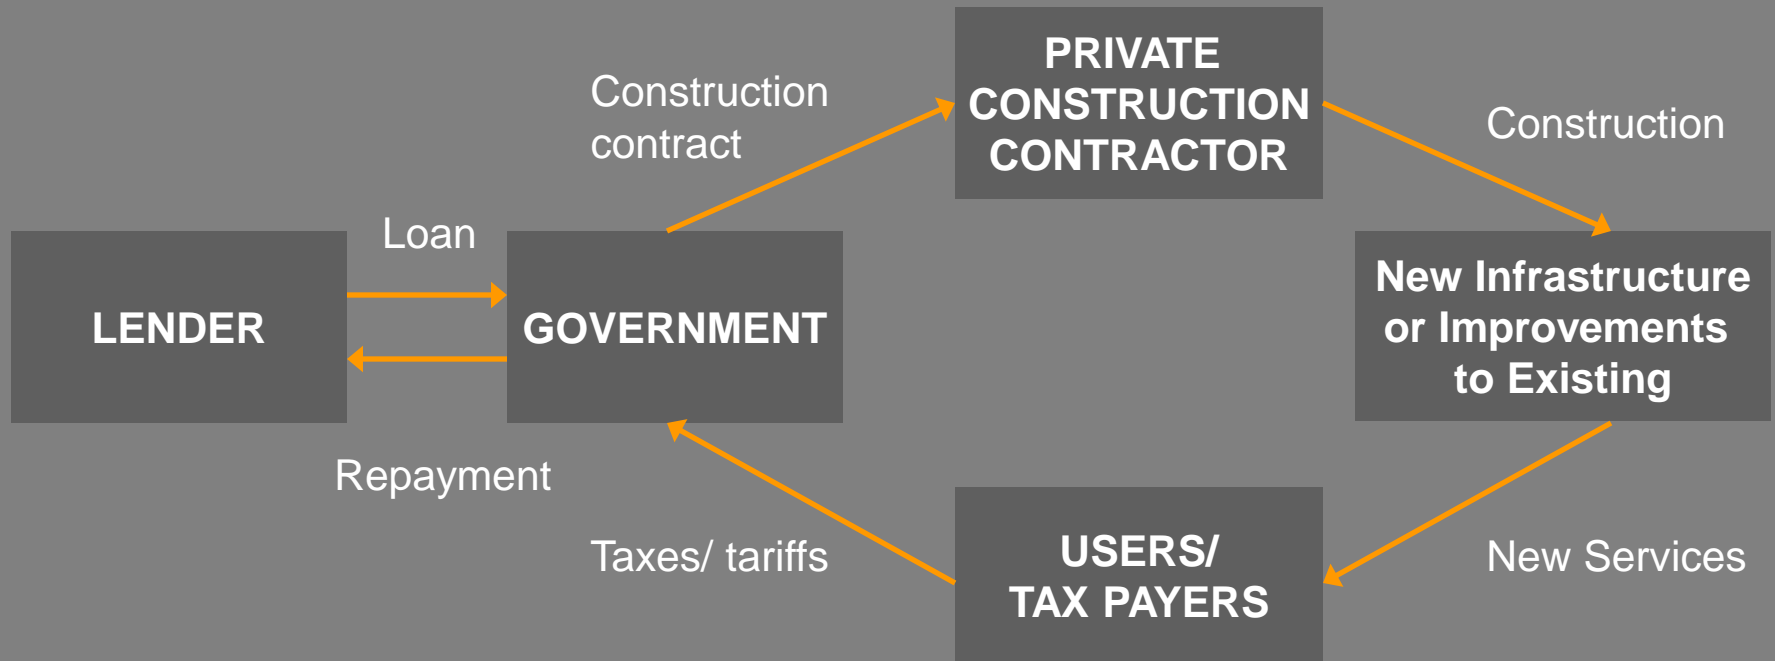 PRIVATE
CONSTRUCTION
CONTRACTOR
Construction
contract
Construction
Loan
LENDER
GOVERNMENT
New Infrastructure
or Improvements
to Existing
Repayment
Taxes/ tariffs
USERS/
TAX PAYERS
New Services